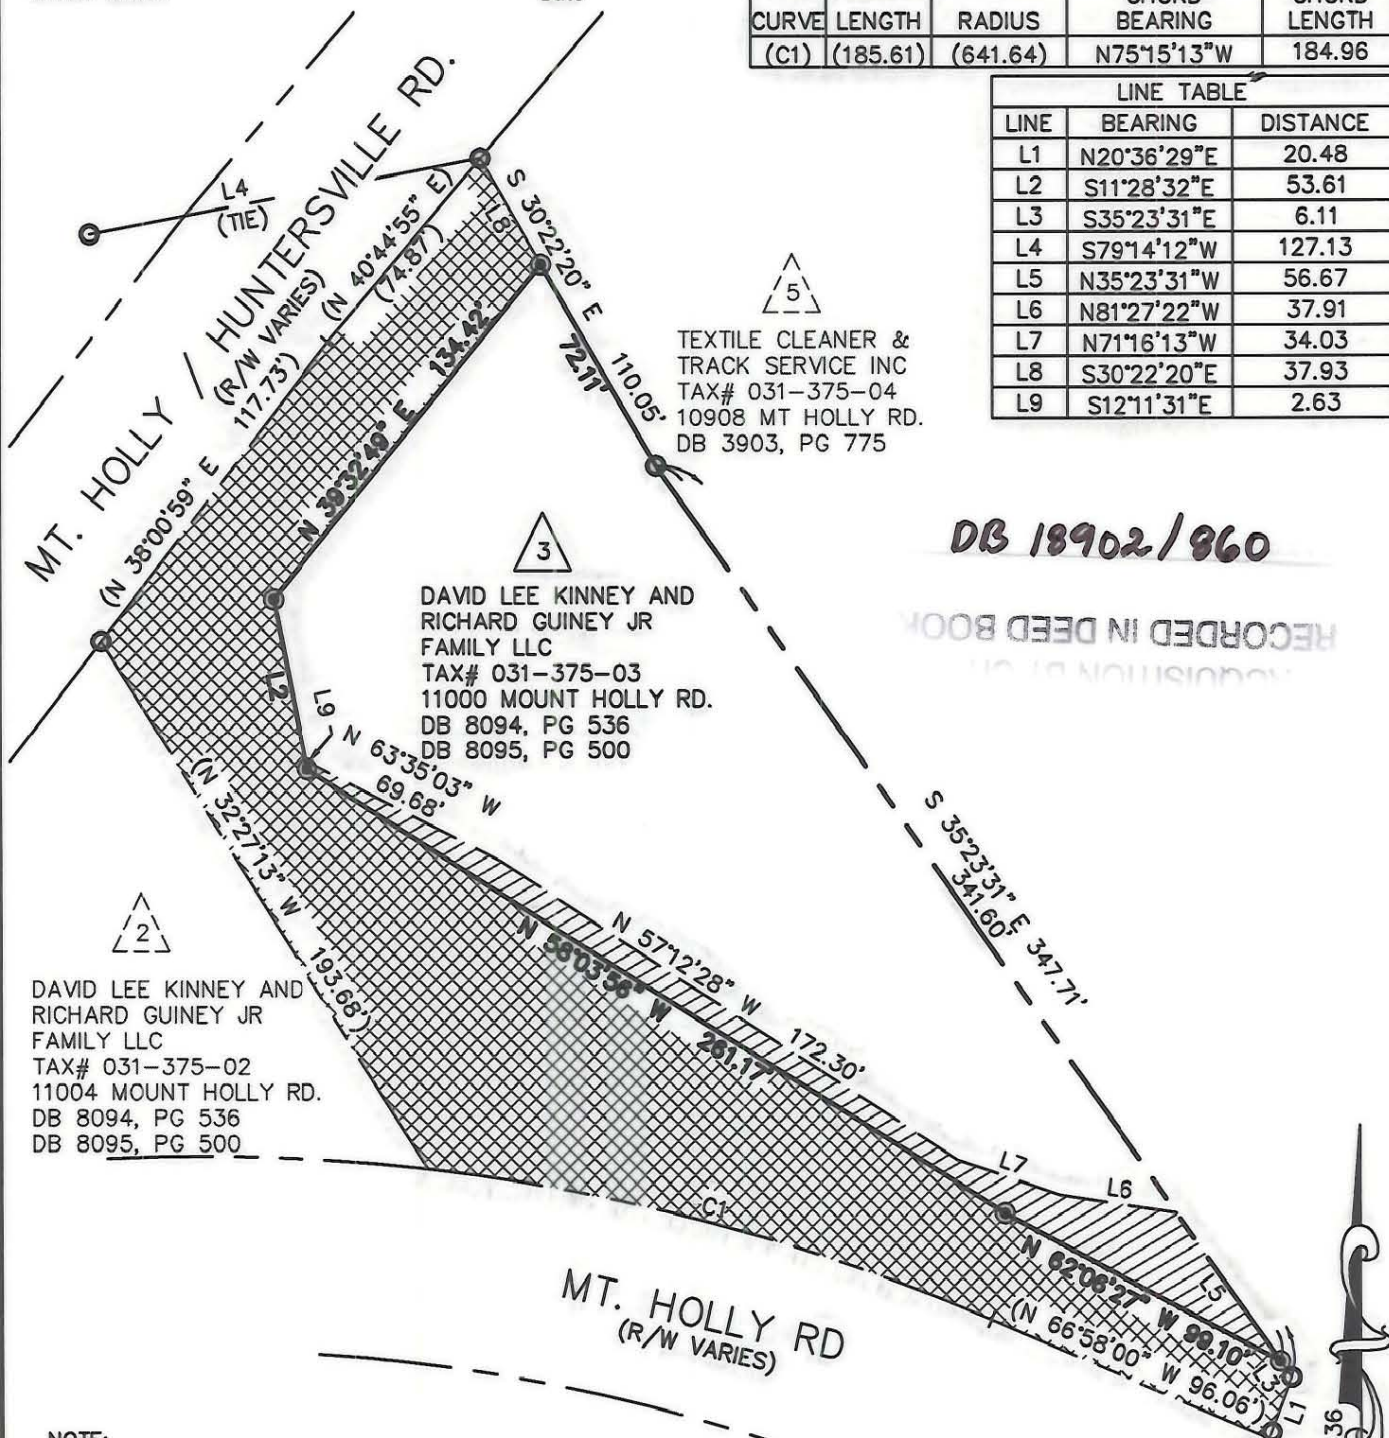 CURVE LENGTH RADIUS BEARING LENGTH
(C1) (185.61) (641.64) N75°15'13"W 184.96
LINE TABLE
LINE BEARING DISTANCE
L1 N20°36'29"E 20.48
L2 S11°28'32"E 53.61
L3 S35°23'31"E 6.11
L4 S79°14'12"W 127.13
L5 N35°23'31"W 56.67
L6 N81°27'22"W 37.91
L7 N71°16'13"W 34.03
L8 S30°22'20"E 37.93
L9 S12°11'31"E 2.63
MT. HOLLY / HUNTERSVILLE RD.
(R/W VARIES)
L4
(TIE)
(N 40°44'55" E)
(74.87')
(N 38°00'59" E 117.73')
L8
S 30°22'20" E 110.05'
72.11'
N 39°32'49" E 134.42'
5
TEXTILE CLEANER &
TRACK SERVICE INC
TAX# 031-375-04
10908 MT HOLLY RD.
DB 3903, PG 775
DB 18902/860
RECORDED IN DEED BOOK
3
DAVID LEE KINNEY AND
RICHARD GUINEY JR
FAMILY LLC
TAX# 031-375-03
11000 MOUNT HOLLY RD.
DB 8094, PG 536
DB 8095, PG 500
L2
L9
N 63°35'03" W
69.68'
(N 32°27'13" W 193.68')
S 35°23'31" E 347.71'
341.60'
N 57°12'28" W 172.30'
N 58°03'56" W 261.17'
2
DAVID LEE KINNEY AND
RICHARD GUINEY JR
FAMILY LLC
TAX# 031-375-02
11004 MOUNT HOLLY RD.
DB 8094, PG 536
DB 8095, PG 500
L7
L6
L5
C1
N 62°06'27" W 99.10'
(N 66°58'00" W 96.06')
L3
L1
MT. HOLLY RD
(R/W VARIES)
36
NOTE: